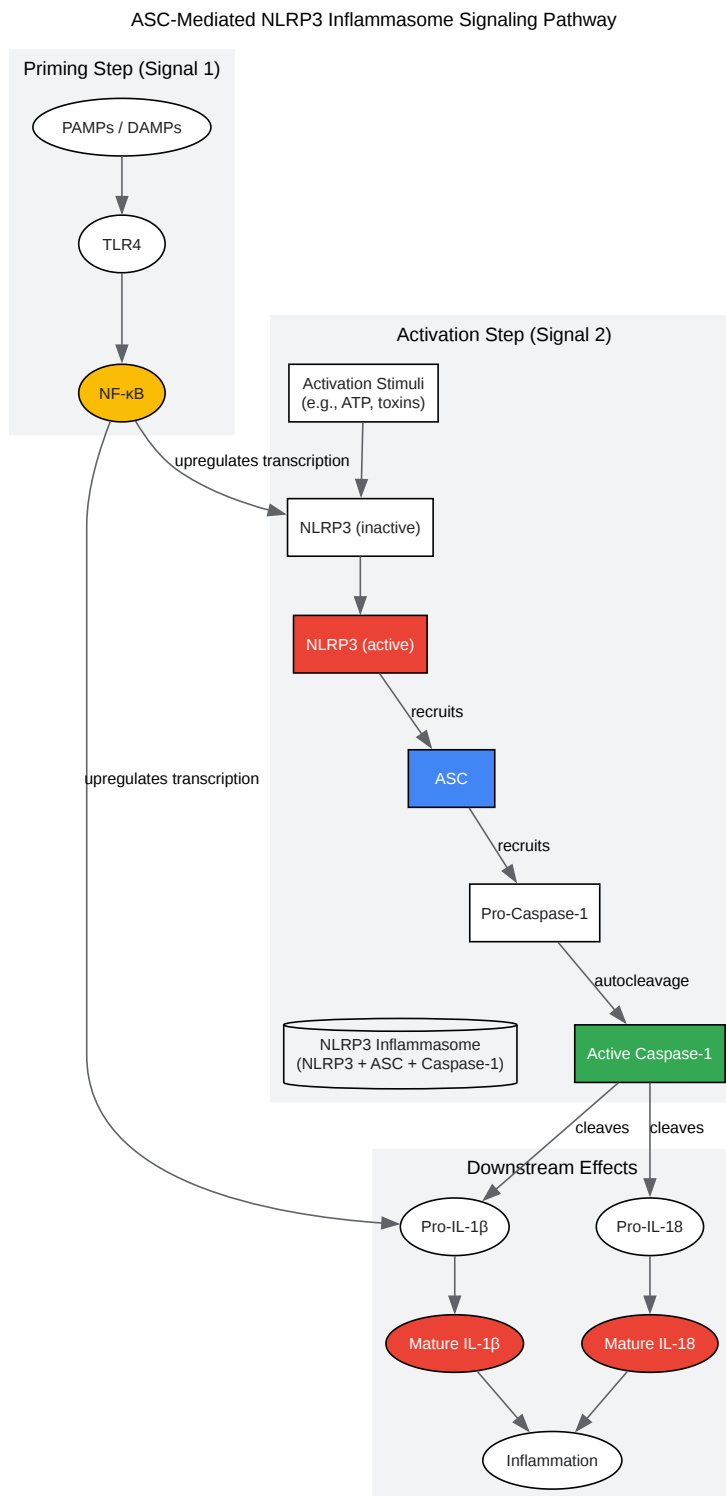 ASC-Mediated NLRP3 Inflammasome Signaling Pathway
Priming Step (Signal 1)
PAMPs / DAMPs
TLR4
NF-κB
Activation Step (Signal 2)
Activation Stimuli
(e.g., ATP, toxins)
upregulates transcription
NLRP3 (inactive)
NLRP3 (active)
recruits
ASC
upregulates transcription
recruits
Pro-Caspase-1
autocleavage
NLRP3 Inflammasome
(NLRP3 + ASC + Caspase-1)
Active Caspase-1
cleaves
cleaves
Downstream Effects
Pro-IL-1β
Pro-IL-18
Mature IL-1β
Mature IL-18
Inflammation